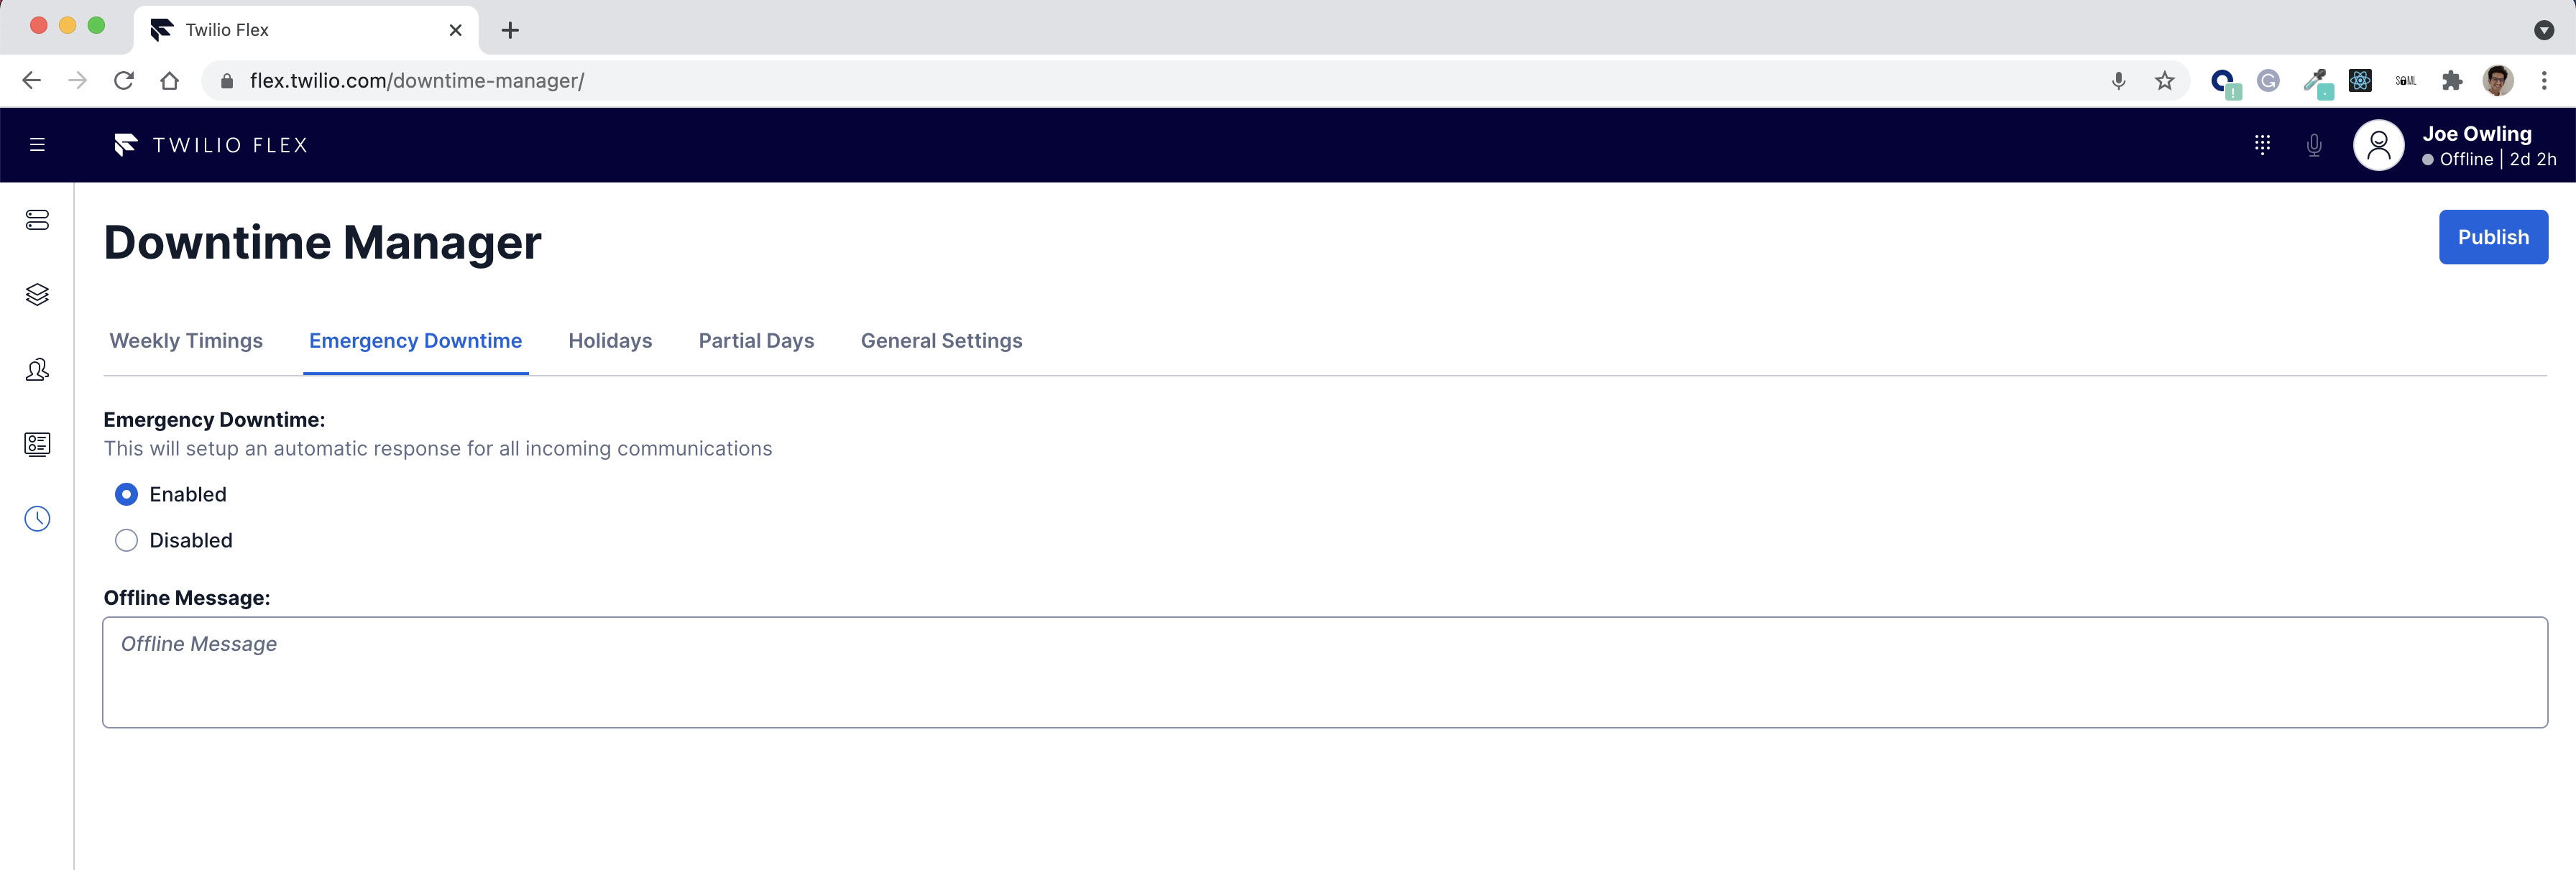 Twilio Flex
flex.twilio.com/downtime-manager/
SAML
TWILIO FLEX
Joe Owling
Offline | 2d 2h
Downtime Manager
Publish
Weekly Timings
Emergency Downtime
Holidays
Partial Days
General Settings
Emergency Downtime:
This will setup an automatic response for all incoming communications
Enabled
Disabled
Offline Message:
Offline Message